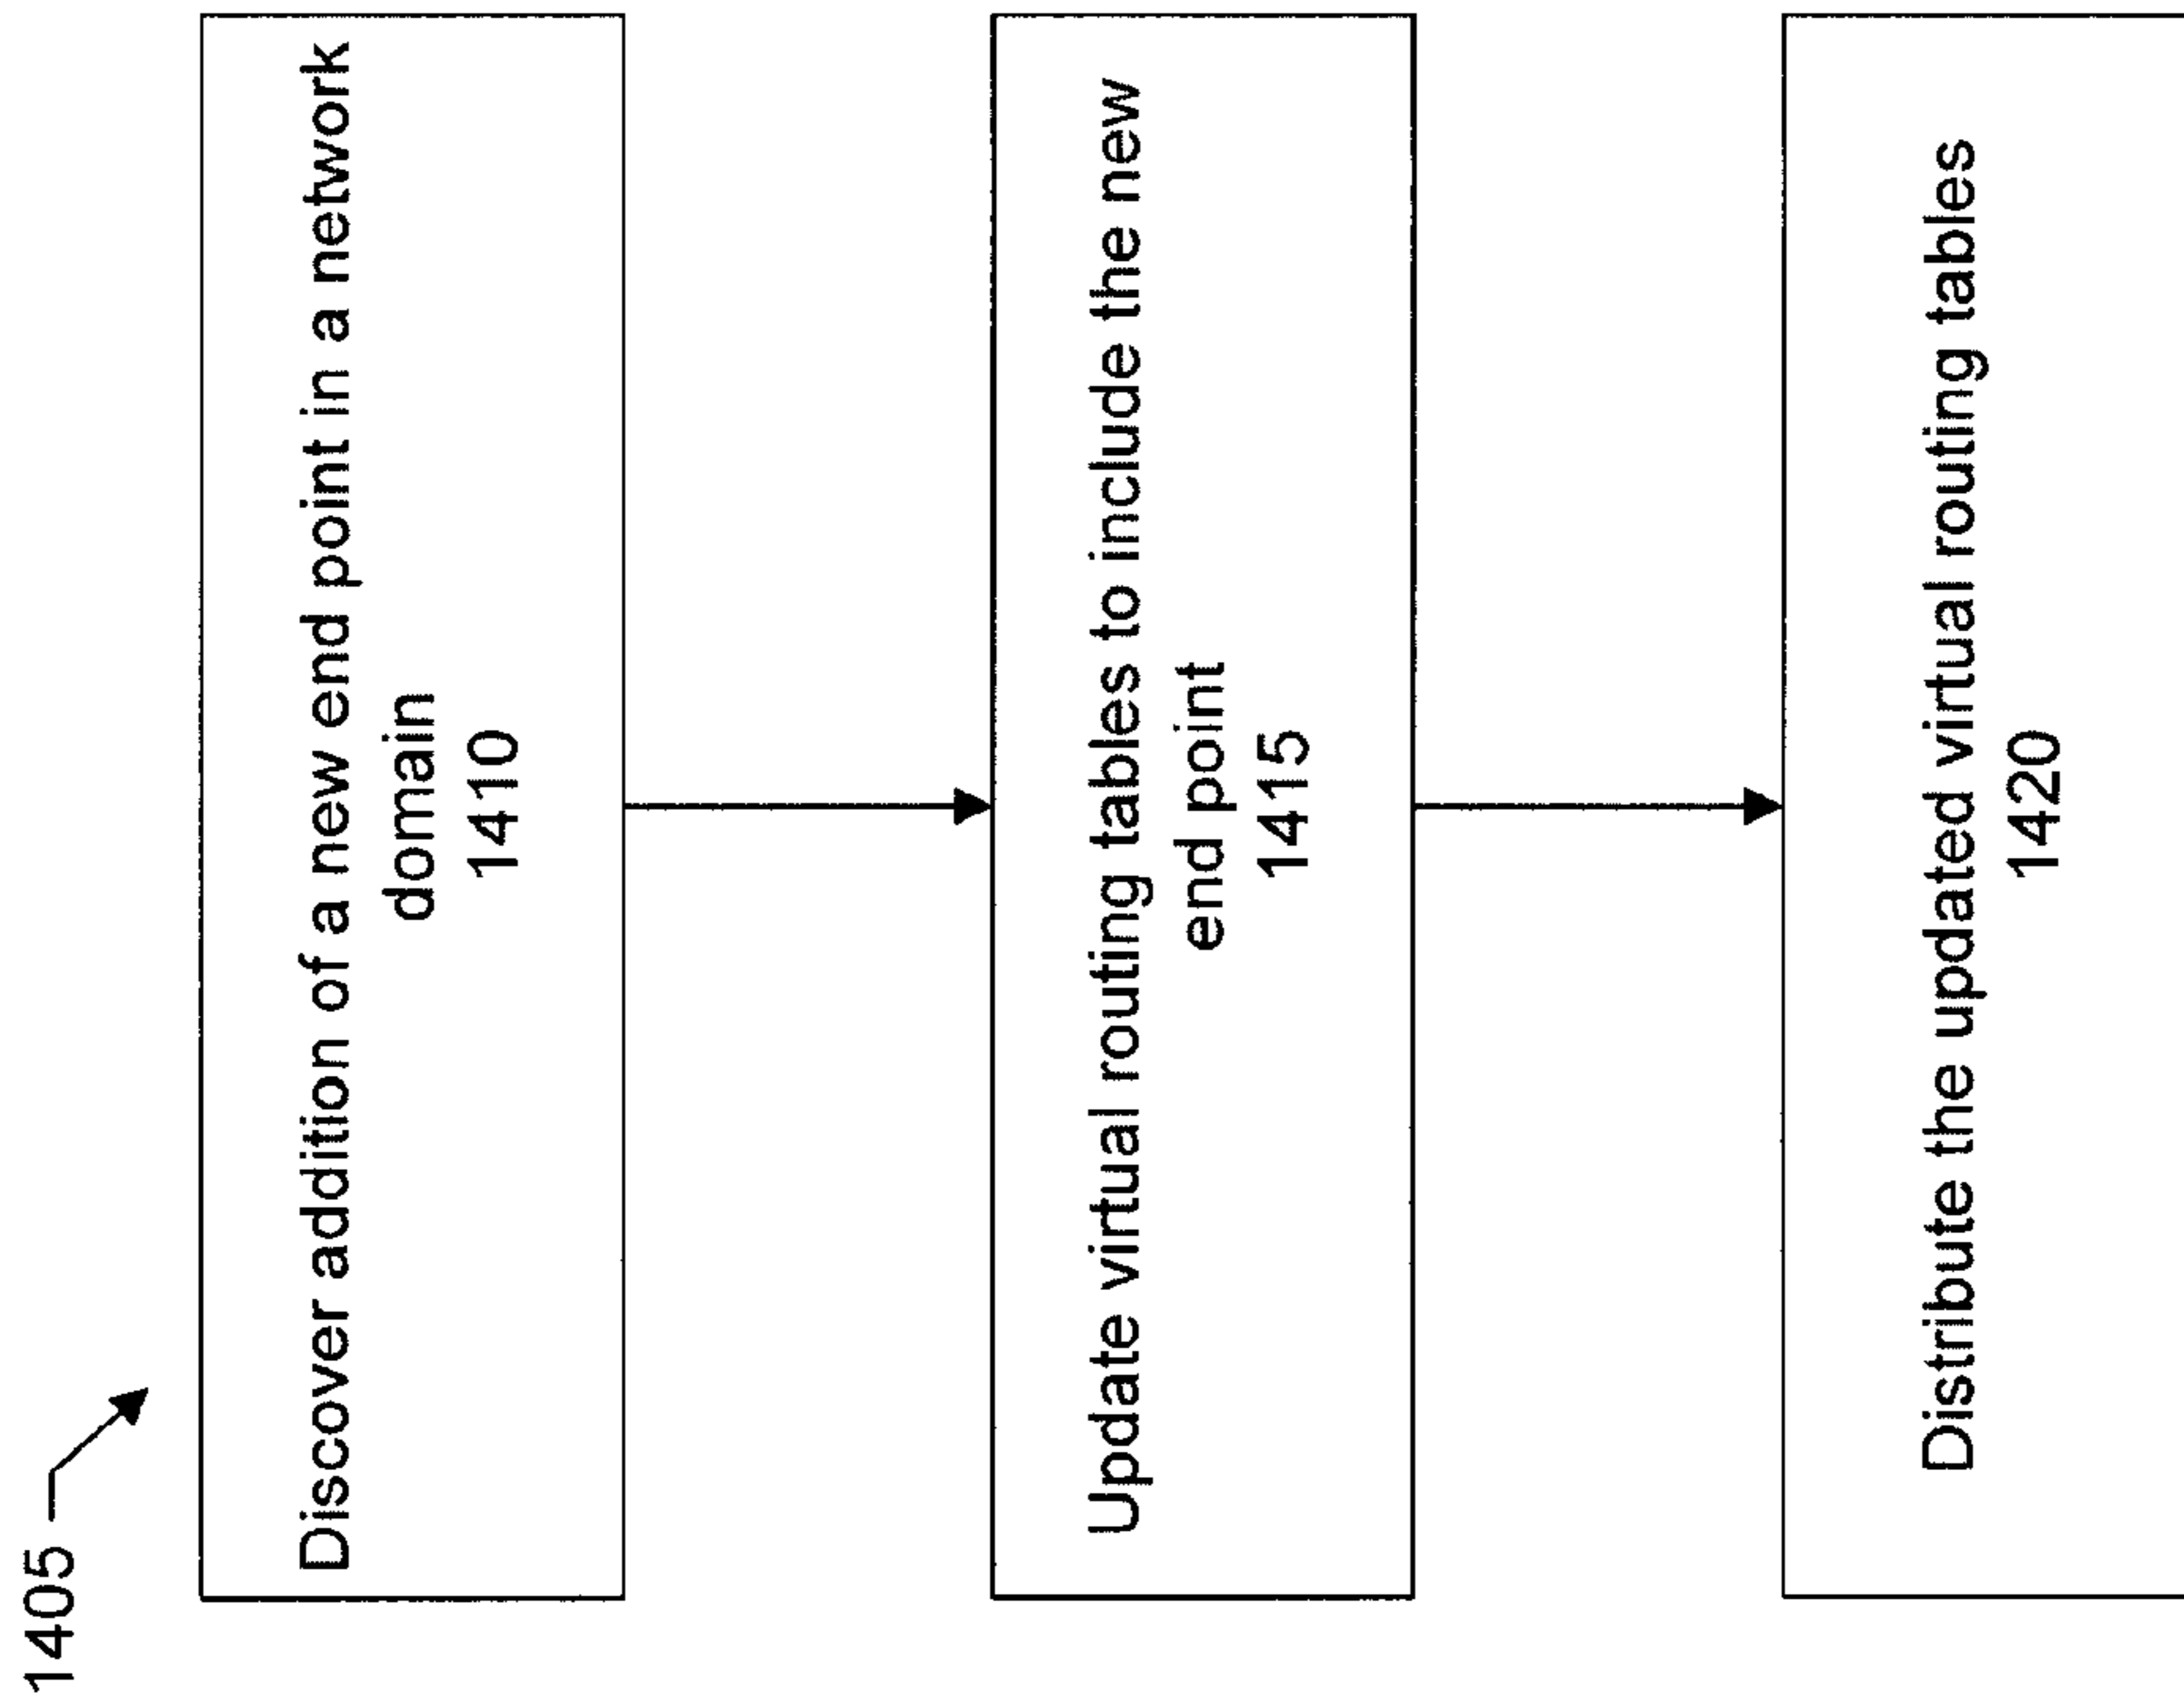 1405
Discover addition of a new end point in a network
domain
1410
Update virtual routing tables to include the new
end point
1415
Distribute the updated virtual routing tables
1420